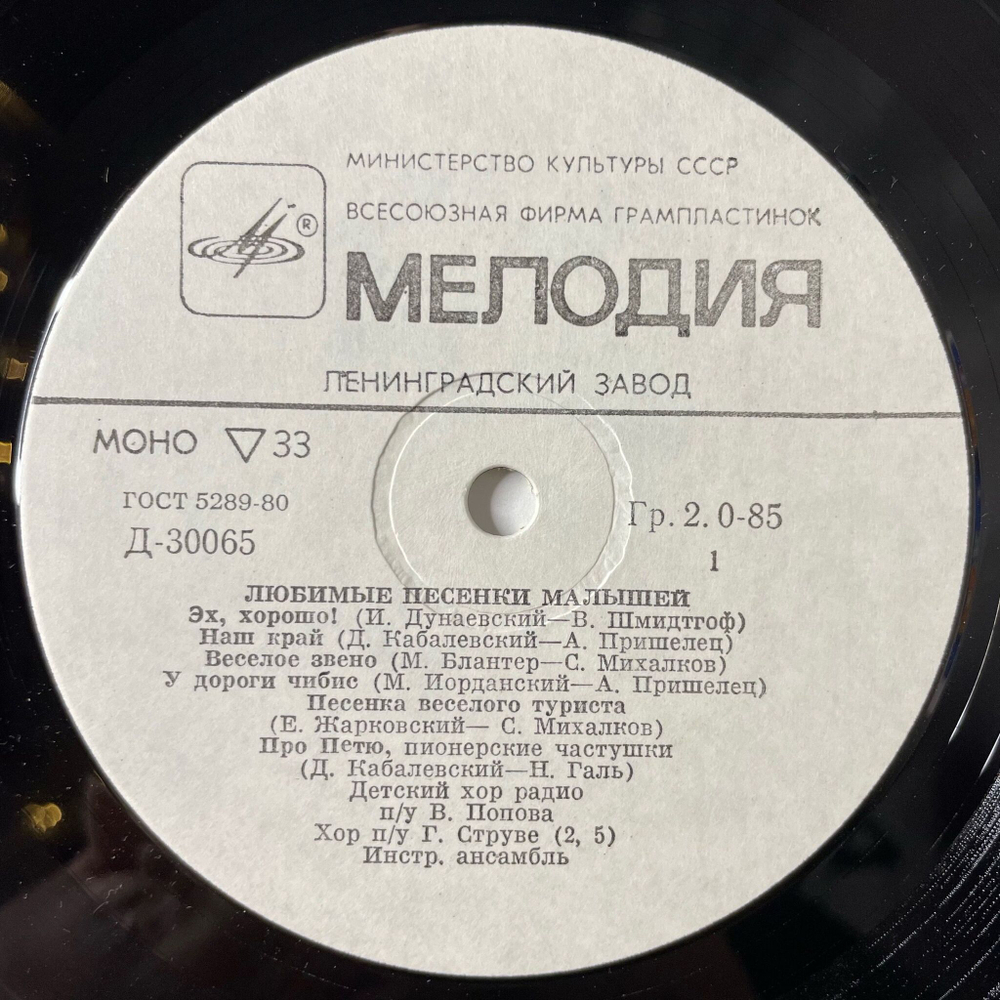 МИНИСТЕРСТВО КУЛЬТУРЫ СССР
®
ВСЕСОЮЗНАЯ ФИРМА ГРАМПЛАСТИНОК
МЕЛОДИЯ
ЛЕНИНГРАДСКИЙ ЗАВОД
МОНО ▽ 33
ГОСТ 5289-80
Гр. 2. 0-85
Д-30065
1
ЛЮБИМЫЕ ПЕСЕНКИ МАЛЫШЕЙ
Эх, хорошо! (И. Дунаевский—В. Шмидтгоф)
Наш край (Д. Кабалевский—А. Пришелец)
Веселое звено (М. Блантер—С. Михалков)
У дороги чибис (М. Иорданский—А. Пришелец)
Песенка веселого туриста
(Е. Жарковский— С. Михалков)
Про Петю, пионерские частушки
(Д. Кабалевский—Н. Галь)
Детский хор радио
п/у В. Попова
Хор п/у Г. Струве (2, 5)
Инстр. ансамбль